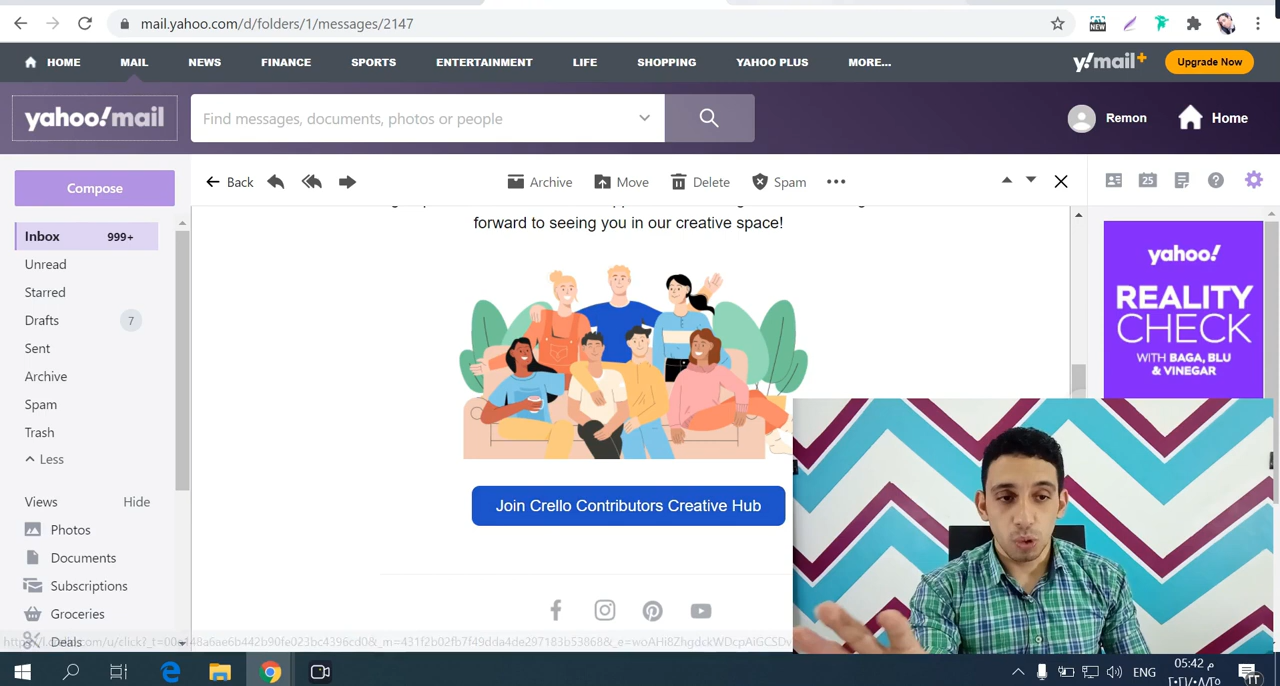 mail.yahoo.com/d/folders/1/messages/2147
NEW
HOME
MAIL
NEWS
FINANCE
SPORTS
ENTERTAINMENT
LIFE
SHOPPING
YAHOO PLUS
MORE...
y!mail+
Upgrade Now
yahoo!mail
Find messages, documents, photos or people
Remon
Home
Compose
Back
Archive
Move
Delete
Spam
25
Inbox 999+
Unread
Starred
Drafts 7
Sent
Archive
Spam
Trash
Less
Views Hide
Photos
Documents
Subscriptions
Groceries
Deals
forward to seeing you in our creative space!
Join Crello Contributors Creative Hub
yahoo!
REALITY
CHECK
WITH BAGA, BLU
& VINEGAR
ENG
05:42 م